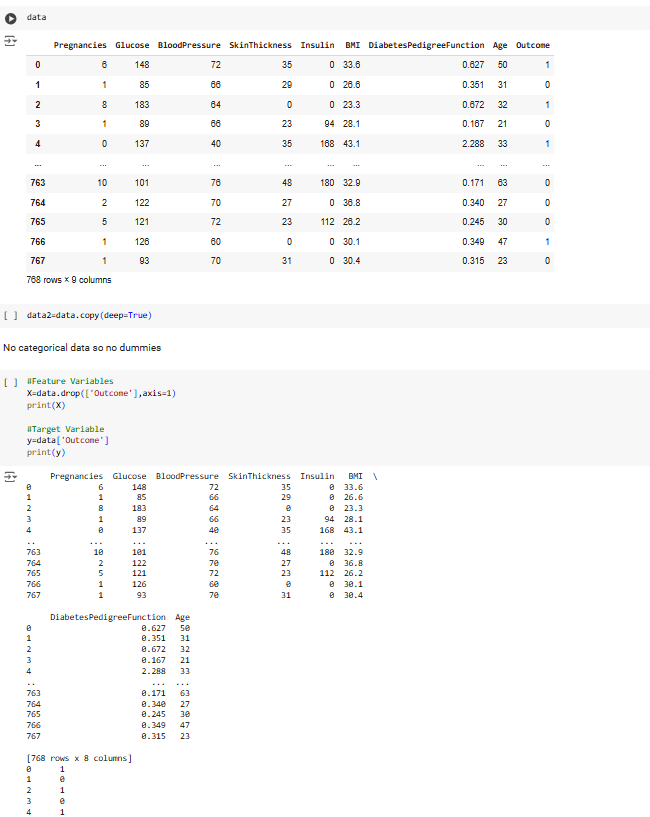 data
Pregnancies Glucose BloodPressure SkinThickness Insulin BMI DiabetesPedigreeFunction Age Outcome
0 6 148 72 35 0 33.6 0.627 50 1
1 1 85 66 29 0 26.6 0.351 31 0
2 8 183 64 0 0 23.3 0.672 32 1
3 1 89 66 23 94 28.1 0.167 21 0
4 0 137 40 35 168 43.1 2.288 33 1
... ... ... ... ... ... ... ... ... ...
763 10 101 76 48 180 32.9 0.171 63 0
764 2 122 70 27 0 36.8 0.340 27 0
765 5 121 72 23 112 26.2 0.245 30 0
766 1 126 60 0 0 30.1 0.349 47 1
767 1 93 70 31 0 30.4 0.315 23 0
768 rows × 9 columns
[ ] data2=data.copy(deep=True)
No categorical data so no dummies
[ ] #Feature Variables
X=data.drop(['Outcome'],axis=1)
print(X)
#Target Variable
y=data['Outcome']
print(y)
Pregnancies Glucose BloodPressure SkinThickness Insulin BMI \
0 6 148 72 35 0 33.6
1 1 85 66 29 0 26.6
2 8 183 64 0 0 23.3
3 1 89 66 23 94 28.1
4 0 137 40 35 168 43.1
.. ... ... ... ... ... ...
763 10 101 76 48 180 32.9
764 2 122 70 27 0 36.8
765 5 121 72 23 112 26.2
766 1 126 60 0 0 30.1
767 1 93 70 31 0 30.4
DiabetesPedigreeFunction Age
0 0.627 50
1 0.351 31
2 0.672 32
3 0.167 21
4 2.288 33
.. ... ...
763 0.171 63
764 0.340 27
765 0.245 30
766 0.349 47
767 0.315 23
[768 rows x 8 columns]
0 1
1 0
2 1
3 0
4 1